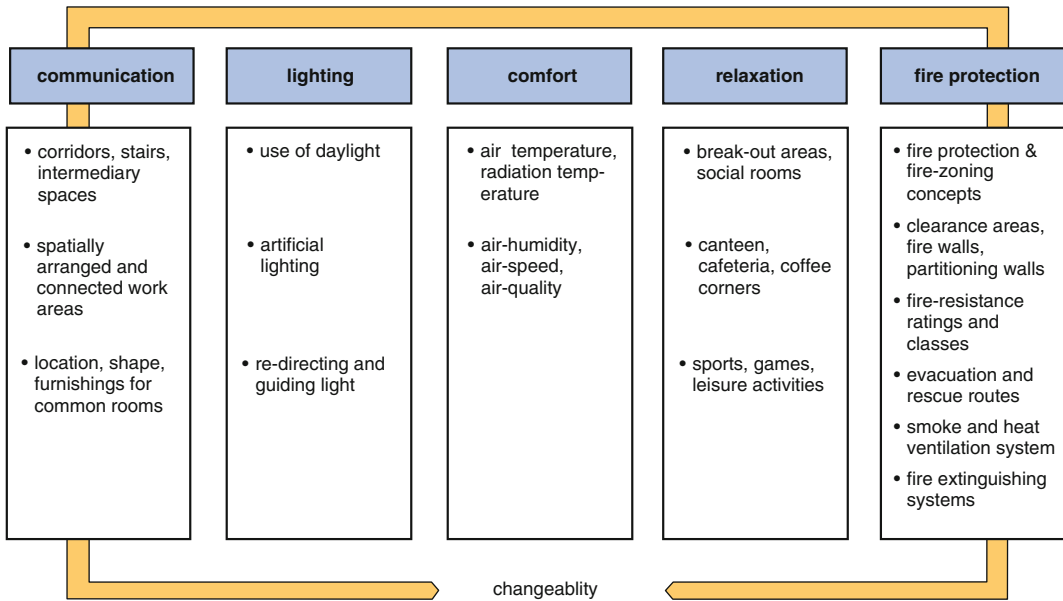 communication
lighting
comfort
relaxation
fire protection
• corridors, stairs,
intermediary
spaces
• spatially
arranged and
connected work
areas
• location, shape,
furnishings for
common rooms
• use of daylight
• artificial
lighting
• re-directing and
guiding light
• air temperature,
radiation temp-
erature
• air-humidity,
air-speed,
air-quality
• break-out areas,
social rooms
• canteen,
cafeteria, coffee
corners
• sports, games,
leisure activities
• fire protection &
fire-zoning
concepts
• clearance areas,
fire walls,
partitioning walls
• fire-resistance
ratings and
classes
• evacuation and
rescue routes
• smoke and heat
ventilation system
• fire extinguishing
systems
changeablity